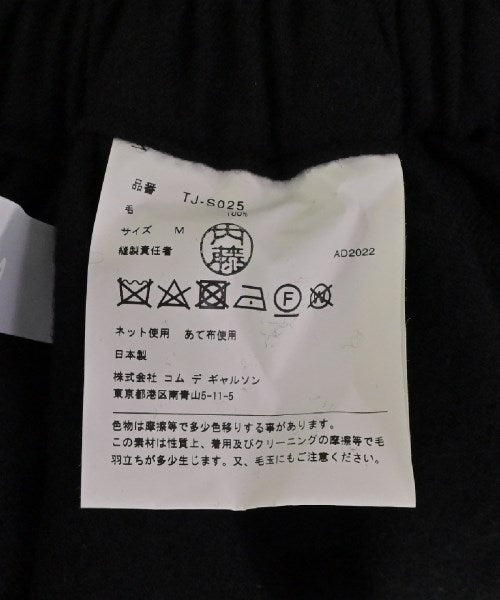 品番 TJ-S025
毛 100%
サイズ M
縫製責任者 内藤 AD2022
F W
ネット使用 あて布使用
日本製
株式会社 コム デ ギャルソン
東京都港区南青山5-11-5
色物は摩擦等で多少色移りする事があります。
この素材は性質上、着用及びクリーニングの摩擦等で毛
羽立ちが多少生じます。又、毛玉にもご注意ください。